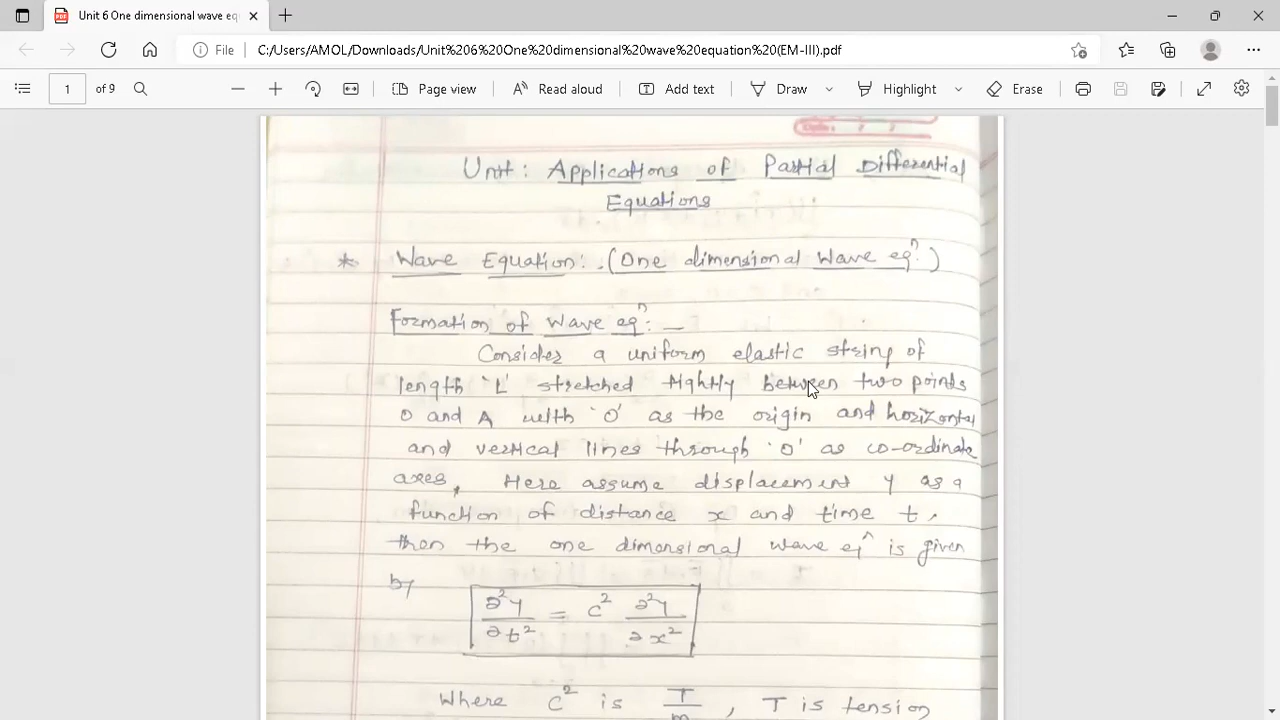 Unit 6 One dimensional wave eq
File C:/Users/AMOL/Downloads/Unit%206%20One%20dimensional%20wave%20equation%20(EM-III).pdf
1 of 9 Page view Read aloud Add text Draw Highlight Erase
Unit: Applications of Partial Differential
Equations
* Wave Equation: (One dimensional Wave eqⁿ.)
Formation of Wave eqⁿ: —
Consider a uniform elastic string of
length 'L' stretched tightly between two points
O and A with 'O' as the origin and horizontal
and vertical lines through 'O' as co-ordinate
axes, Here assume displacement y as a
function of distance x and time t,
then the one dimensional wave eqⁿ is given
by
∂²y/∂t² = c² ∂²y/∂x²
Where c² is T/m, T is tension